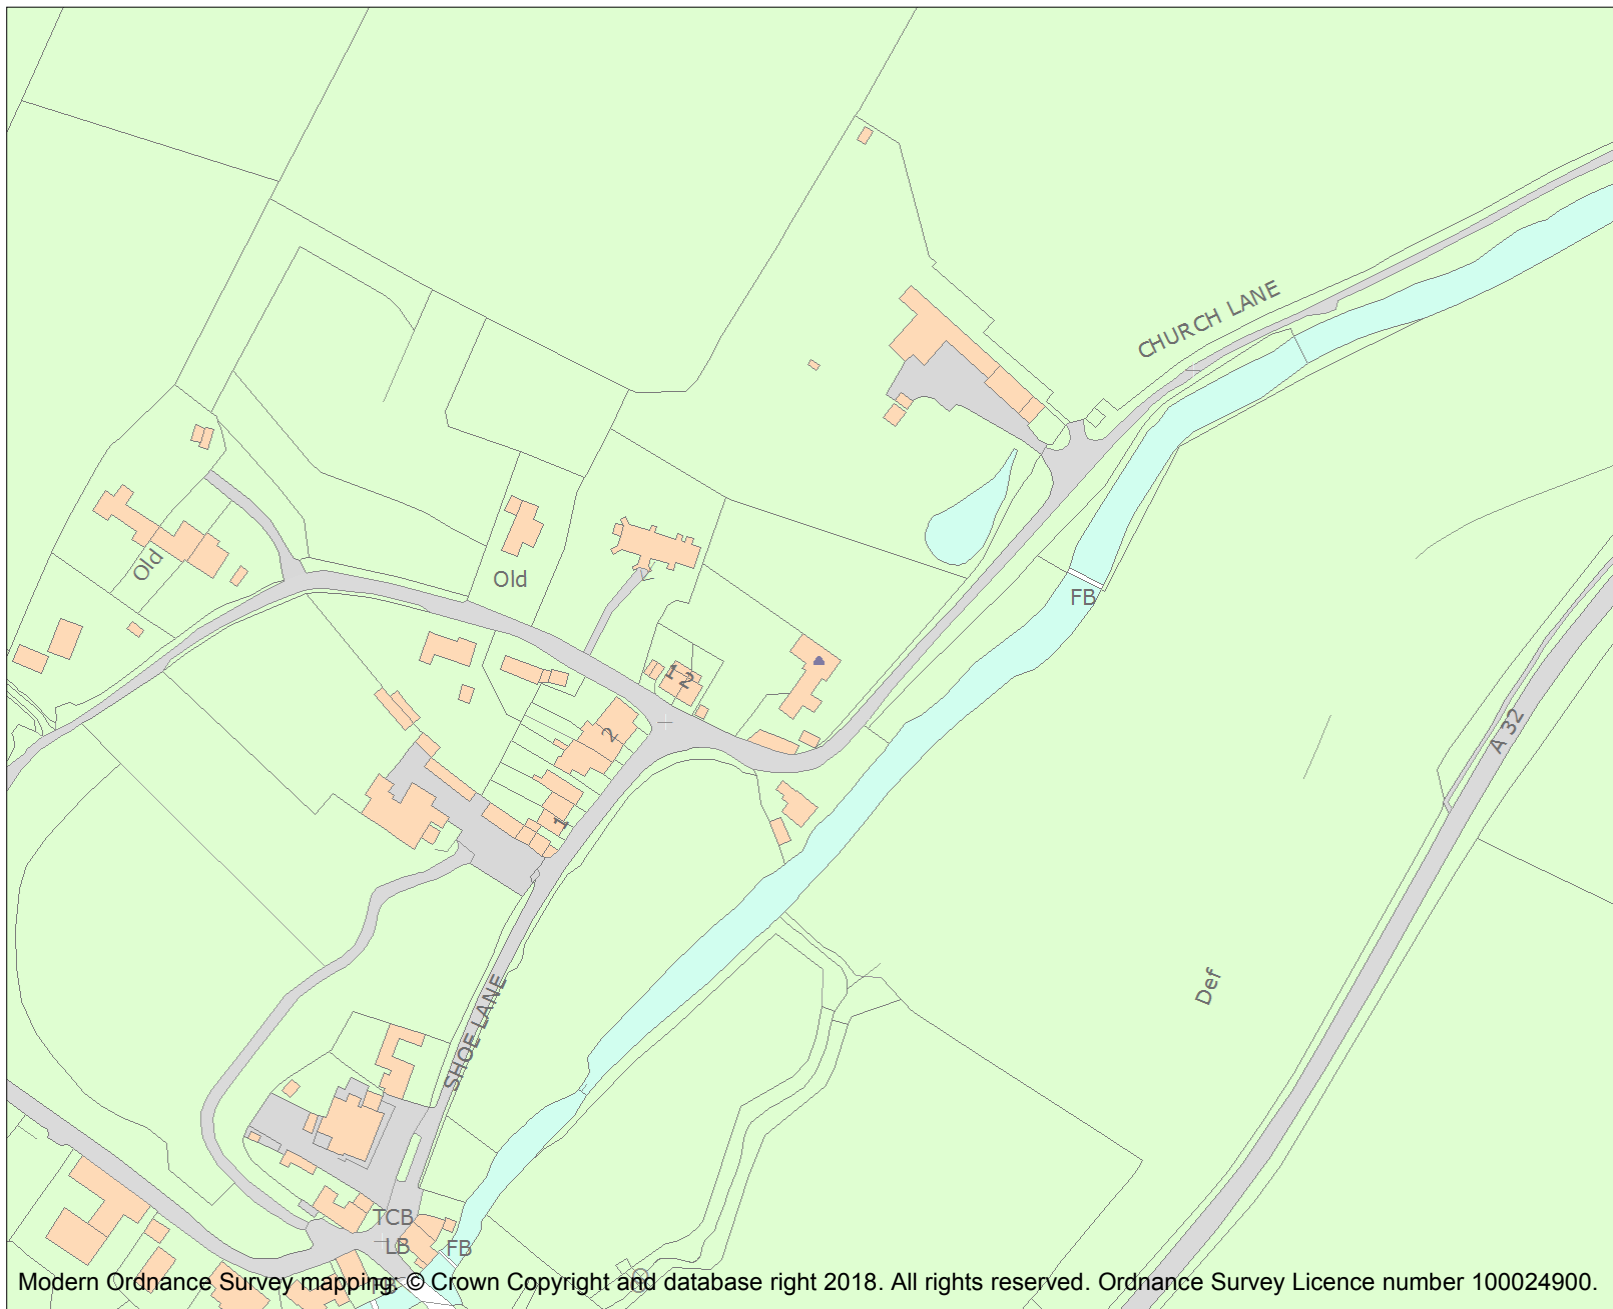 CHURCH LANE
Old
Old
FB
1
2
2
A 32
1
Def
SHOE LANE
TCB
LB
FB
Modern Ordnance Survey mapping: © Crown Copyright and database right 2018. All rights reserved. Ordnance Survey Licence number 100024900.